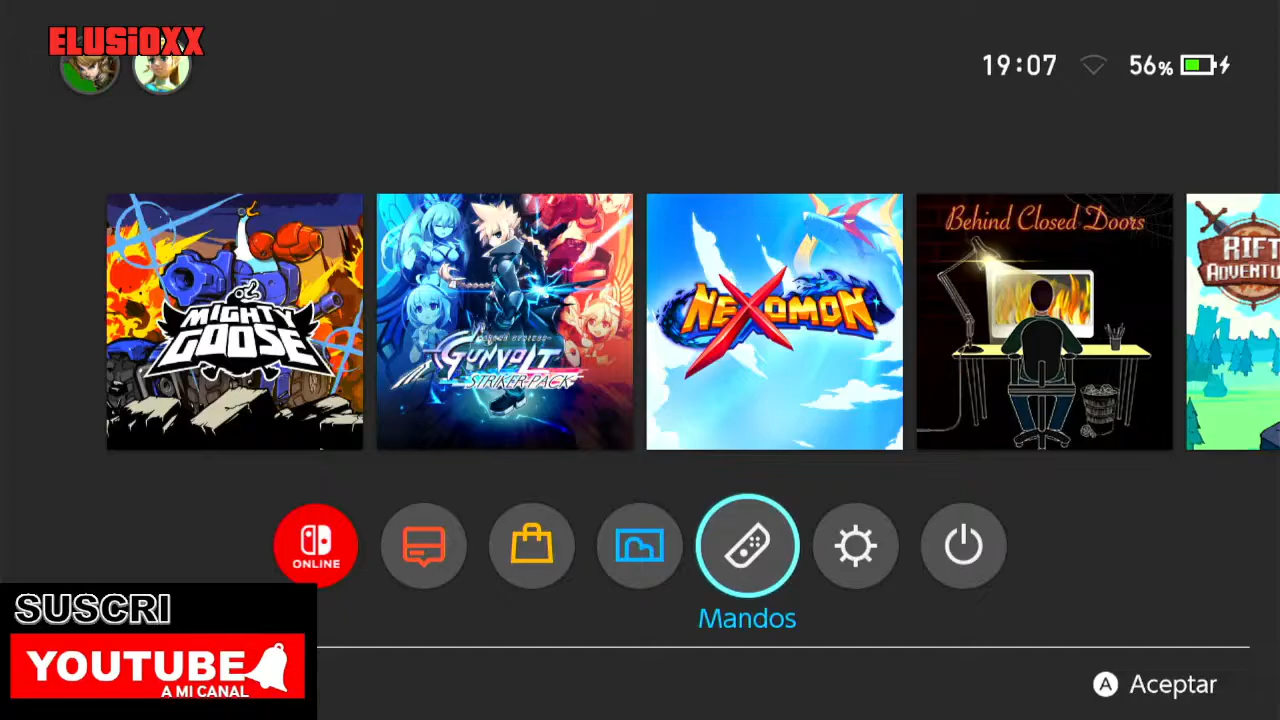 ELUSiOXX
19:07
56%
MIGHTY
GOOSE
GUNVOLT
STRIKER PACK
NEXOMON
Behind Closed Doors
RIFT
ADVENTU
ONLINE
Mandos
SUSCRI
YOUTUBE
A MI CANAL
A Aceptar